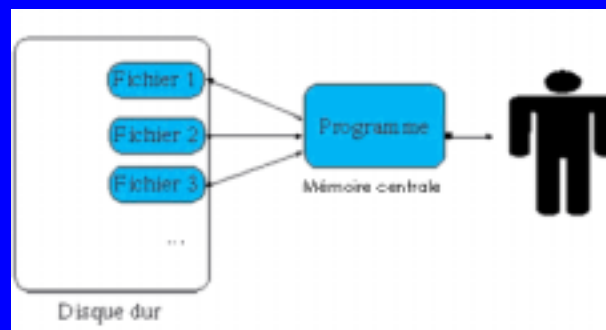 Fichier 1
Fichier 2
Fichier 3
...
Disque dur
Programme
Mémoire centrale